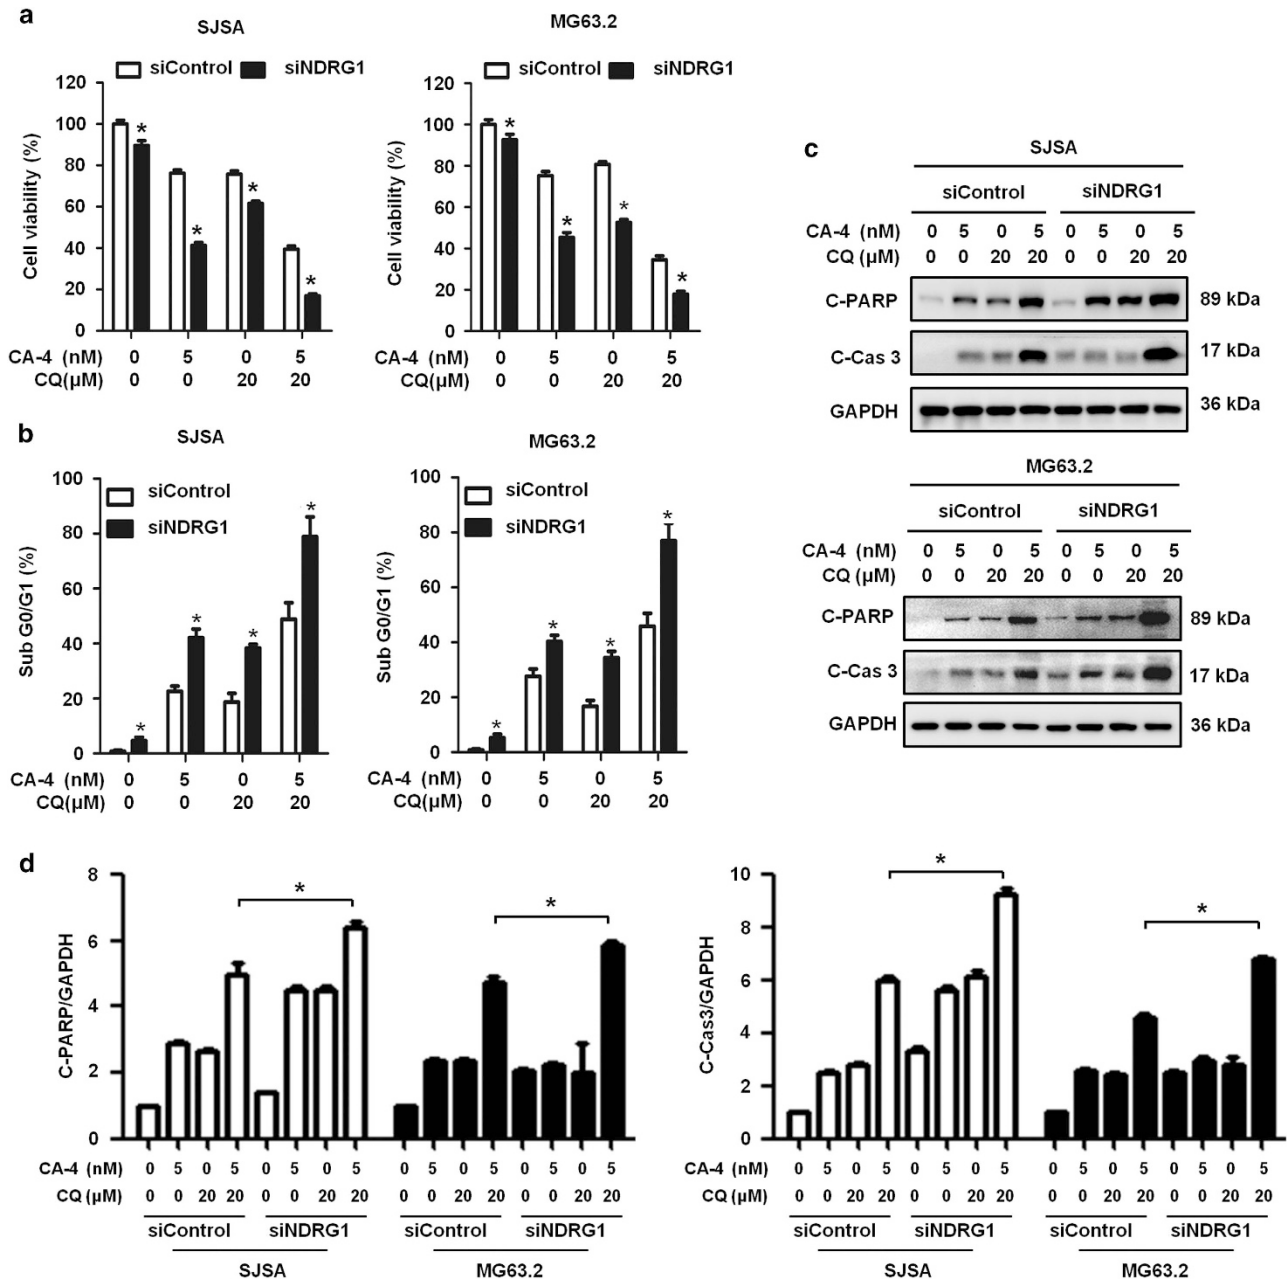 a
SJSA
siControl siNDRG1
120
100
80
60
40
20
0
Cell viability (%)
CA-4 (nM) 0 5 0 5
CQ(µM) 0 0 20 20
MG63.2
siControl siNDRG1
120
100
80
60
40
20
0
Cell viability (%)
0 5 0 5
0 0 20 20
b
SJSA
siControl
siNDRG1
100
80
60
40
20
0
Sub G0/G1 (%)
CA-4 (nM) 0 5 0 5
CQ(µM) 0 0 20 20
MG63.2
siControl
siNDRG1
100
80
60
40
20
0
Sub G0/G1 (%)
0 5 0 5
0 0 20 20
c
SJSA
siControl siNDRG1
CA-4 (nM) 0 5 0 5 0 5 0 5
CQ (µM) 0 0 20 20 0 0 20 20
C-PARP 89 kDa
C-Cas 3 17 kDa
GAPDH 36 kDa
MG63.2
siControl siNDRG1
CA-4 (nM) 0 5 0 5 0 5 0 5
CQ (µM) 0 0 20 20 0 0 20 20
C-PARP 89 kDa
C-Cas 3 17 kDa
GAPDH 36 kDa
d
8
6
4
2
0
C-PARP/GAPDH
CA-4 (nM) 0 5 0 5 0 5 0 5 0 5 0 5 0 5 0 5
CQ (µM) 0 0 20 20 0 0 20 20 0 0 20 20 0 0 20 20
siControl siNDRG1 siControl siNDRG1
SJSA MG63.2
10
8
6
4
2
0
C-Cas3/GAPDH
CA-4 (nM) 0 5 0 5 0 5 0 5 0 5 0 5 0 5 0 5
CQ (µM) 0 0 20 20 0 0 20 20 0 0 20 20 0 0 20 20
siControl siNDRG1 siControl siNDRG1
SJSA MG63.2